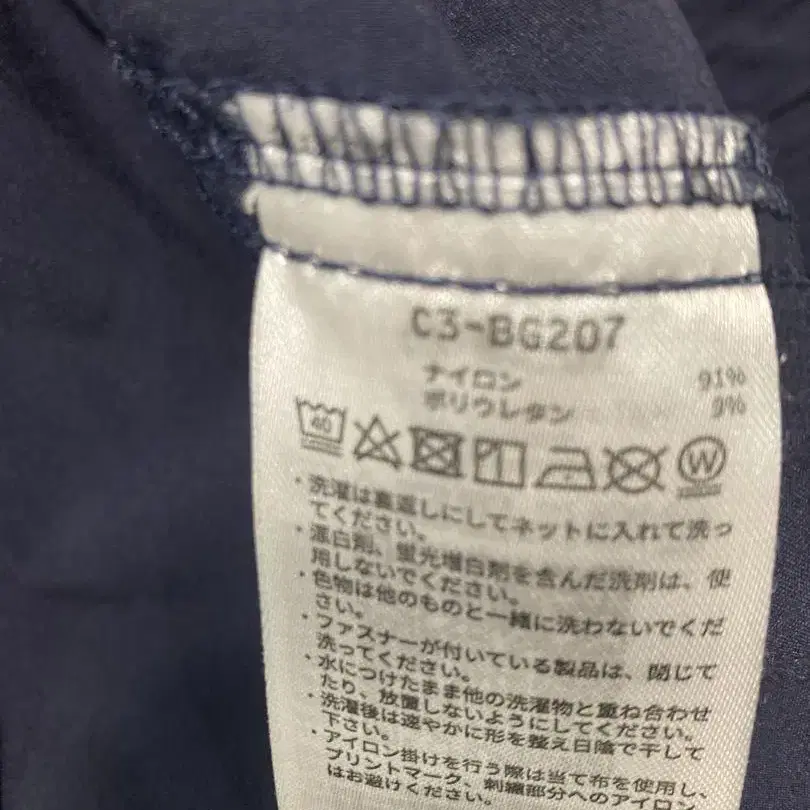 C3-BG207
ナイロン 91%
ポリウレタン 9%
40
W
・洗濯は裏返しにしてネットに入れて洗っ
てください。
・漂白剤、蛍光増白剤を含んだ洗剤は、使
用しないでください。
・色物は他のものと一緒に洗わないでくだ
さい。
・ファスナーが付いている製品は、閉じて
洗ってください。
・水につけたまま他の洗濯物と重ね合わせ
たり、放置しないようにしてください。
・洗濯後は速やかに形を整え日陰で干して
下さい。
・アイロン掛けを行う際は当て布を使用し、
プリントマーク、刺繍部分へのアイロン
はお避けください。